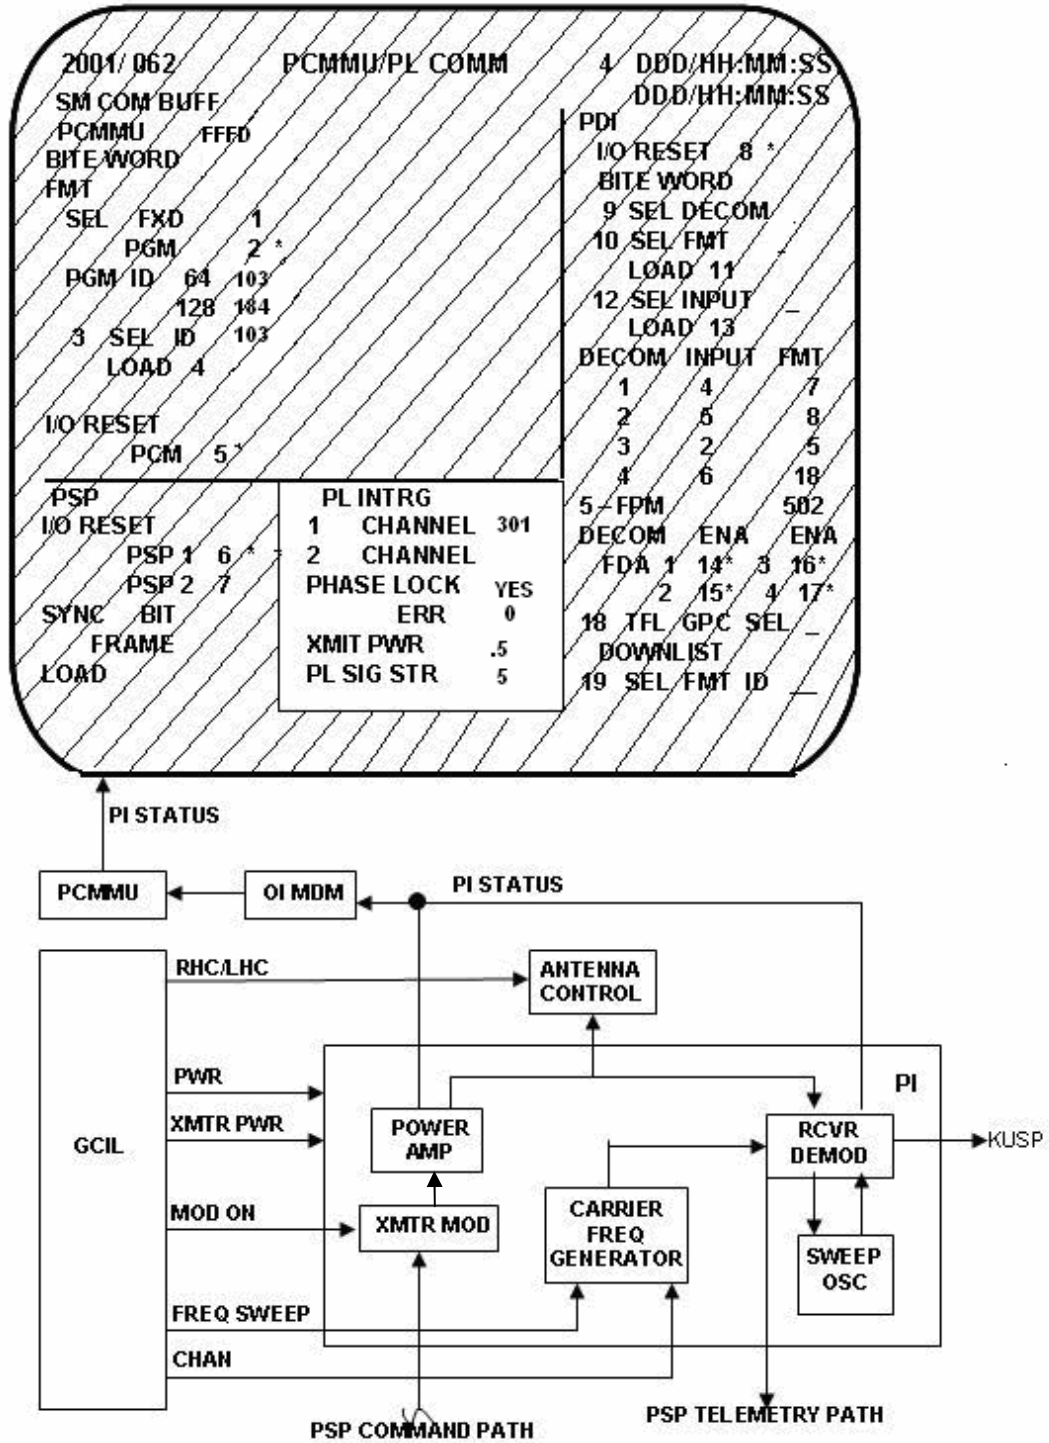 2001/ 062 PCMMU/PL COMM 4 DDD/HH:MM:SS
DDD/HH:MM:SS
SM COM BUFF
PCMMU FFFD
BITE WORD
FMT
SEL FXD 1
PGM 2 *
PGM ID 64 103
128 184
3 SEL ID 103
LOAD 4
I/O RESET
PCM 5 *
PDI
I/O RESET 8 *
BITE WORD
9 SEL DECOM
10 SEL FMT _
LOAD 11
12 SEL INPUT _
LOAD 13
DECOM INPUT FMT
1 4 7
2 5 8
3 2 5
4 6 18
5 – FPM 502
DECOM ENA ENA
FDA 1 14* 3 16*
2 15* 4 17*
18 TFL GPC SEL _
DOWNLIST
19 SEL FMT ID __
PSP
I/O RESET
PSP 1 6 *
PSP 2 7
SYNC BIT
FRAME
LOAD
PL INTRG
1 CHANNEL 301
2 CHANNEL
PHASE LOCK YES
ERR 0
XMIT PWR .5
PL SIG STR 5
PI STATUS
PCMMU
OI MDM
PI STATUS
GCIL
RHC/LHC
ANTENNA
CONTROL
PWR
PI
XMTR PWR
POWER
AMP
RCVR
DEMOD
KUSP
MOD ON
XMTR MOD
CARRIER
FREQ
GENERATOR
SWEEP
OSC
FREQ SWEEP
CHAN
PSP COMMAND PATH
PSP TELEMETRY PATH